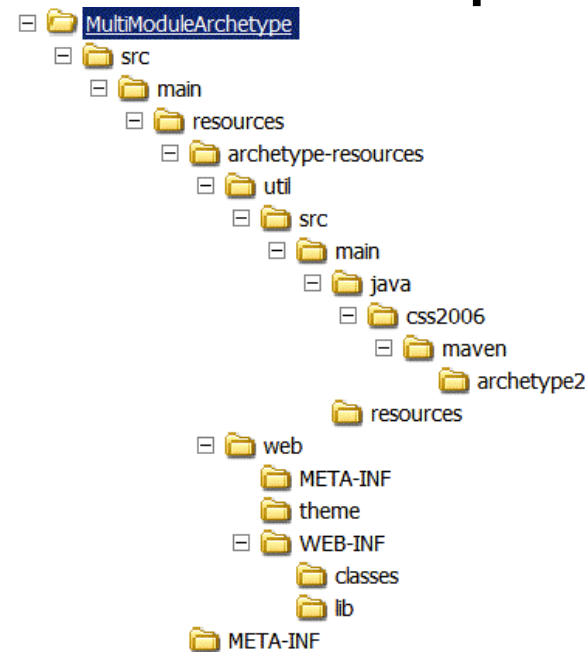 MultiModuleArchetype
src
main
resources
archetype-resources
util
src
main
java
css2006
maven
archetype2
resources
web
META-INF
theme
WEB-INF
classes
lib
META-INF